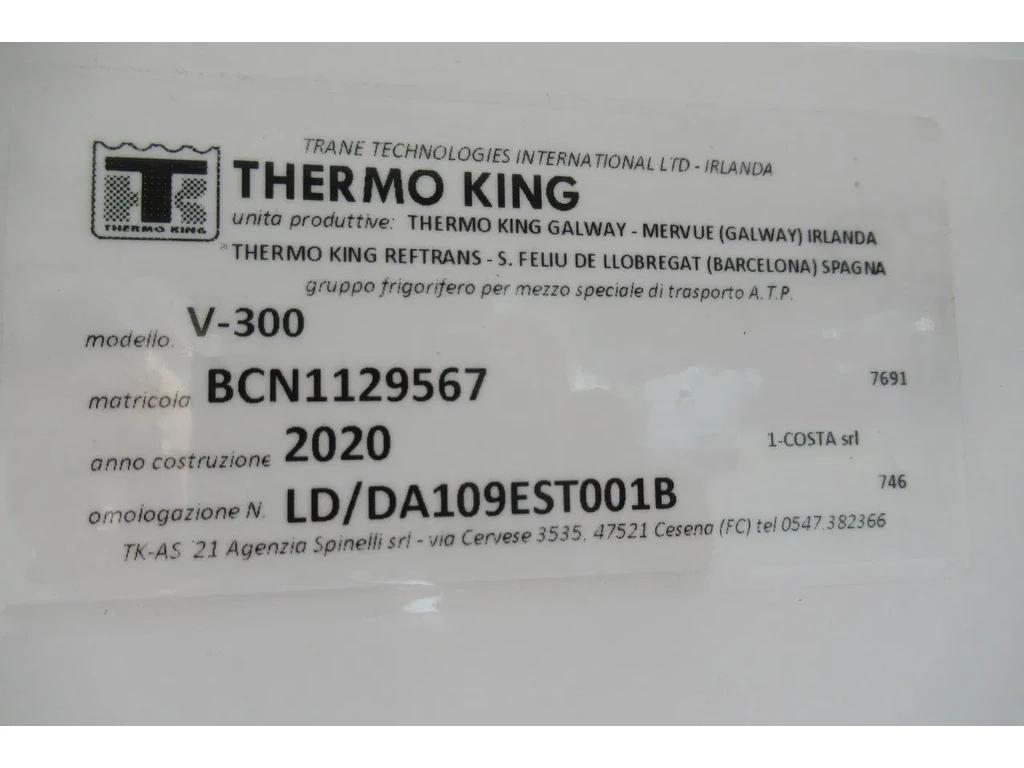 TRANE TECHNOLOGIES INTERNATIONAL LTD - IRLANDA
THERMO KING
THERMO KING
unita produttive: THERMO KING GALWAY - MERVUE (GALWAY) IRLANDA
THERMO KING REFTRANS - S. FELIU DE LLOBREGAT (BARCELONA) SPAGNA
gruppo frigorifero per mezzo speciale di trasporto A.T.P.
modello. V-300
matricola BCN1129567 7691
anno costruzione 2020 1-COSTA srl
omologazione N. LD/DA109EST001B 746
TK-AS 21 Agenzia Spinelli srl - via Cervese 3535, 47521 Cesena (FC) tel 0547.382366